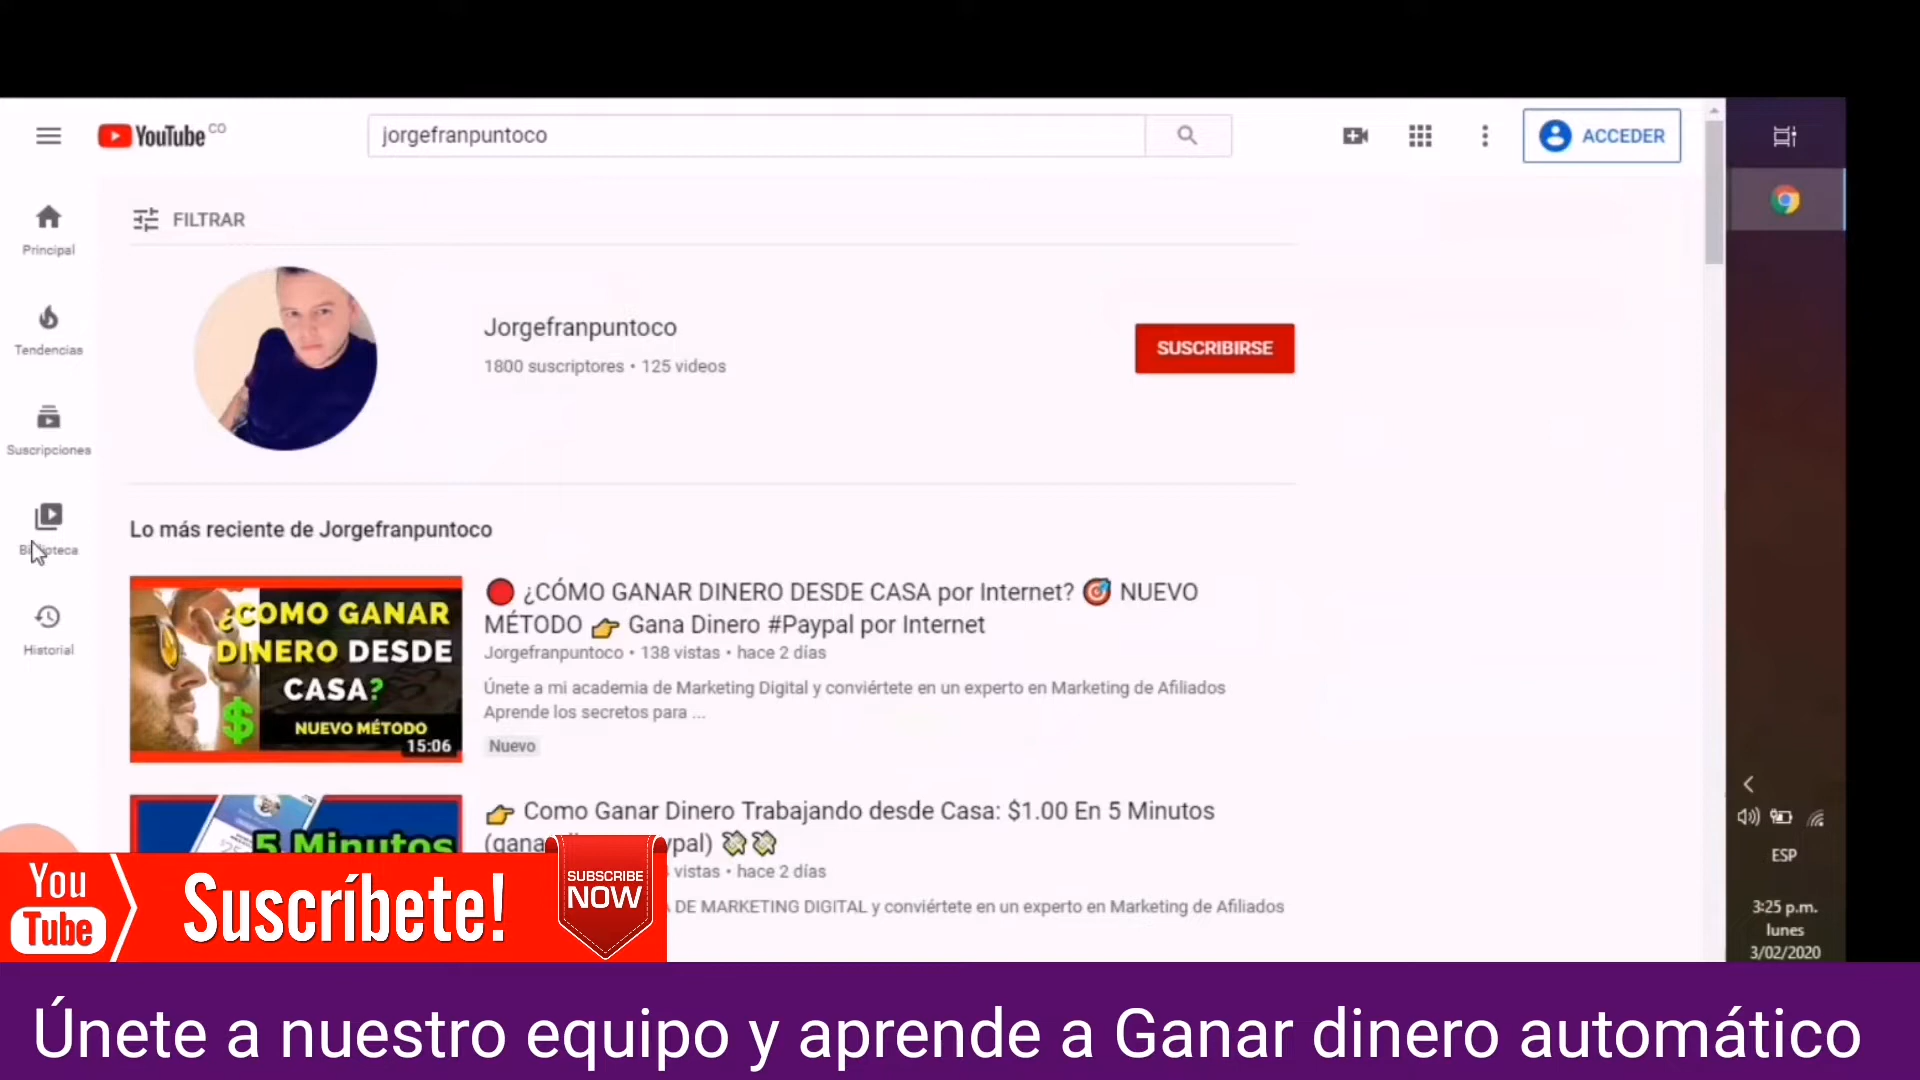 YouTube CO
jorgefranpuntoco
ACCEDER
Principal
Tendencias
Suscripciones
Biblioteca
Historial
FILTRAR
Jorgefranpuntoco
1800 suscriptores • 125 videos
SUSCRIBIRSE
Lo más reciente de Jorgefranpuntoco
¿COMO GANAR
DINERO DESDE
CASA?
$
NUEVO MÉTODO
15:06
¿CÓMO GANAR DINERO DESDE CASA por Internet? NUEVO
MÉTODO Gana Dinero #Paypal por Internet
Jorgefranpuntoco • 138 vistas • hace 2 días
Únete a mi academia de Marketing Digital y conviértete en un experto en Marketing de Afiliados
Aprende los secretos para ...
Nuevo
5 Minutos
Como Ganar Dinero Trabajando desde Casa: $1.00 En 5 Minutos
vistas • hace 2 días
DE MARKETING DIGITAL y conviértete en un experto en Marketing de Afiliados
You
Tube
Suscríbete!
SUBSCRIBE
NOW
ESP
3:25 p.m.
lunes
3/02/2020
Únete a nuestro equipo y aprende a Ganar dinero automático